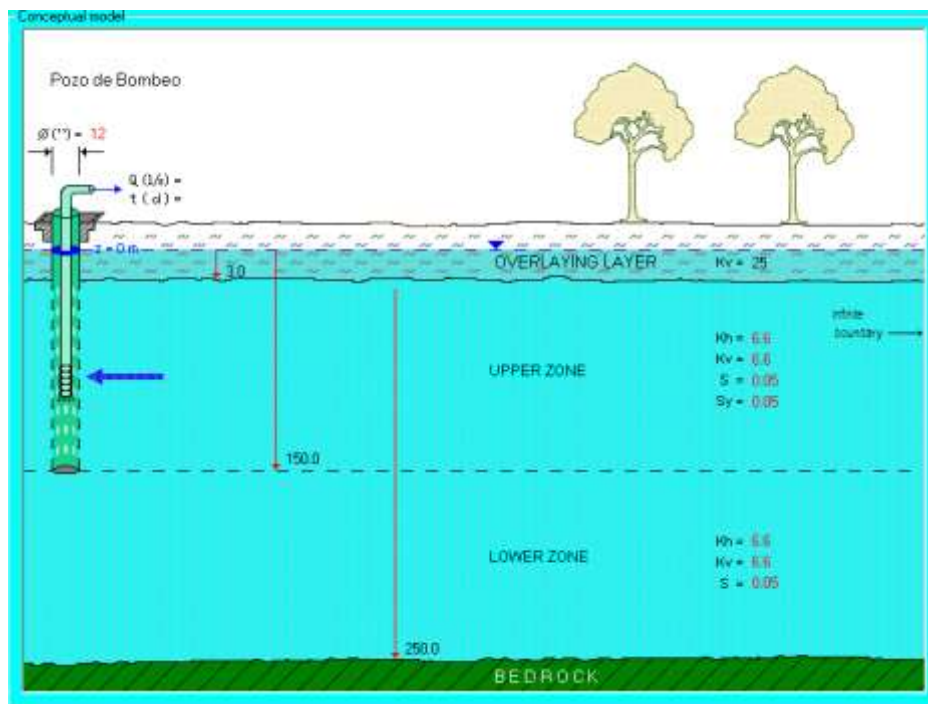 Conceptual model
Pozo de Bombeo
Ø (") = 12
Q (l/s) =
t ( d ) =
z = 0 m
OVERLAYING LAYER Kv = 25
3.0
infinite
boundary
Kh = 6.6
Kv = 6.6
UPPER ZONE
S = 0.05
Sy = 0.05
150.0
Kh = 6.6
LOWER ZONE Kv = 6.6
S = 0.05
250.0
BEDROCK